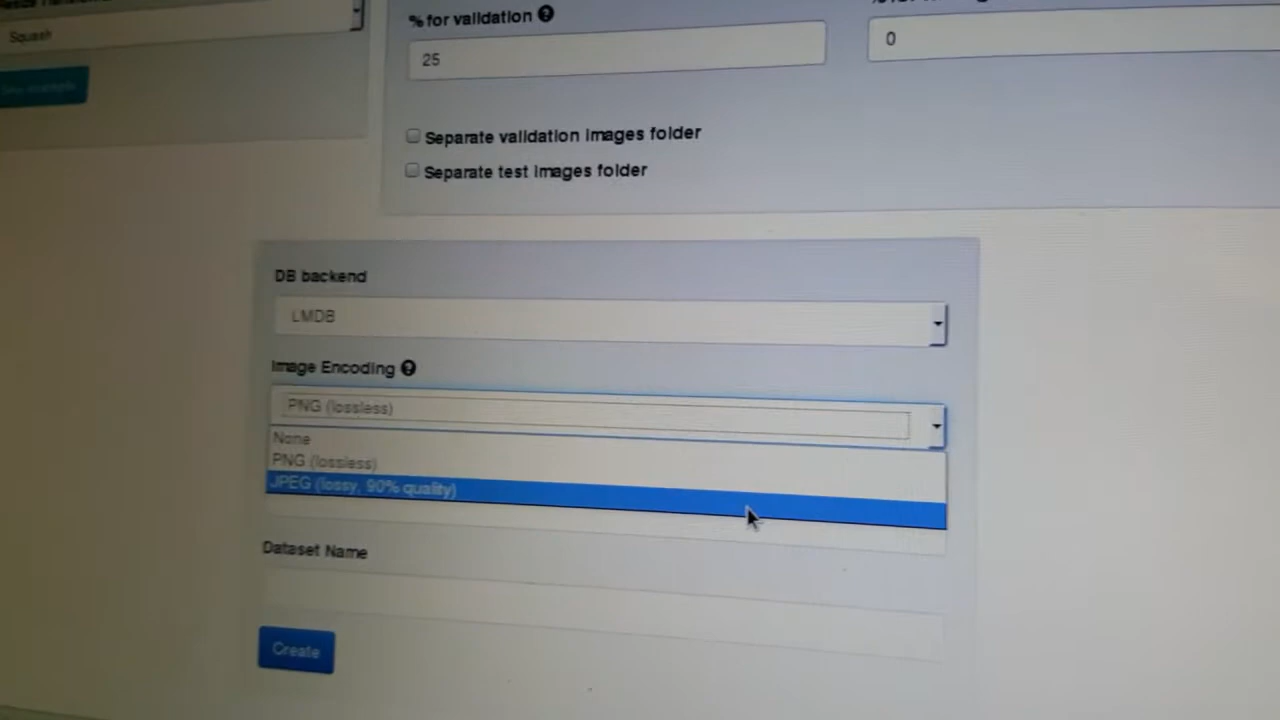 Squash
% for validation
25
0
Separate validation images folder
Separate test images folder
DB backend
LMDB
Image Encoding
PNG (lossless)
None
PNG (lossless)
JPEG (lossy, 90% quality)
Dataset Name
Create